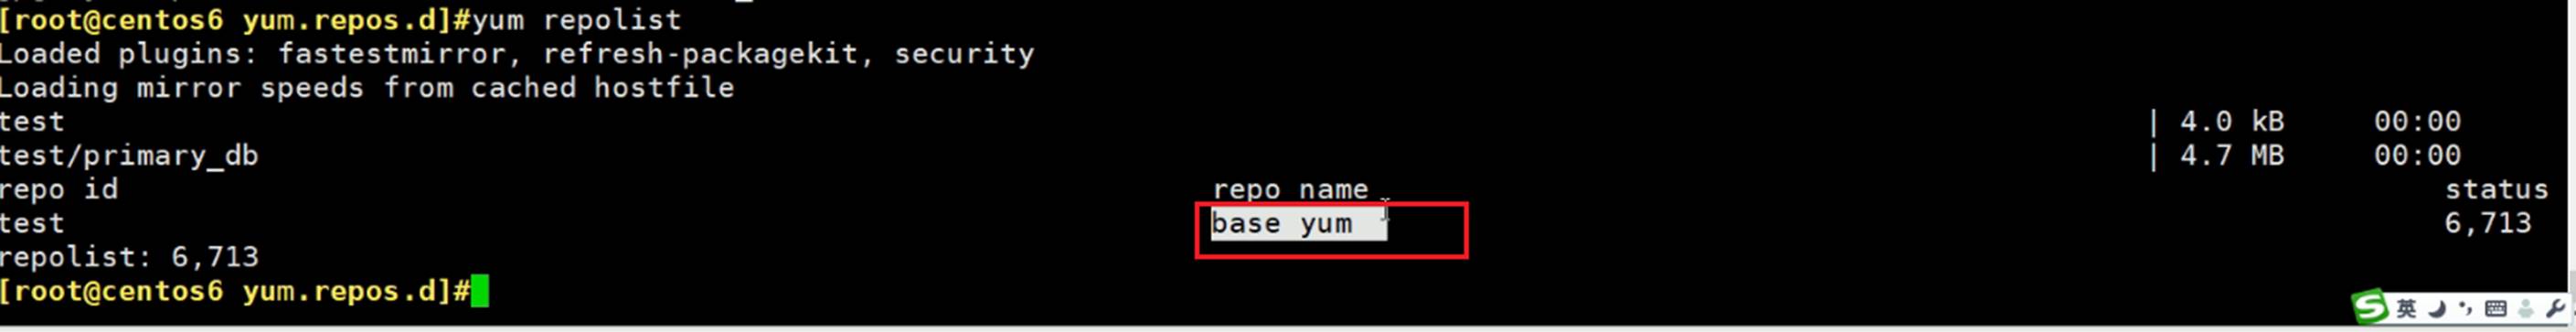 [root@centos6 yum.repos.d]#yum repolist
Loaded plugins: fastestmirror, refresh-packagekit, security
Loading mirror speeds from cached hostfile
test | 4.0 kB 00:00
test/primary_db | 4.7 MB 00:00
repo id repo name status
test base yum 6,713
repolist: 6,713
[root@centos6 yum.repos.d]#
英